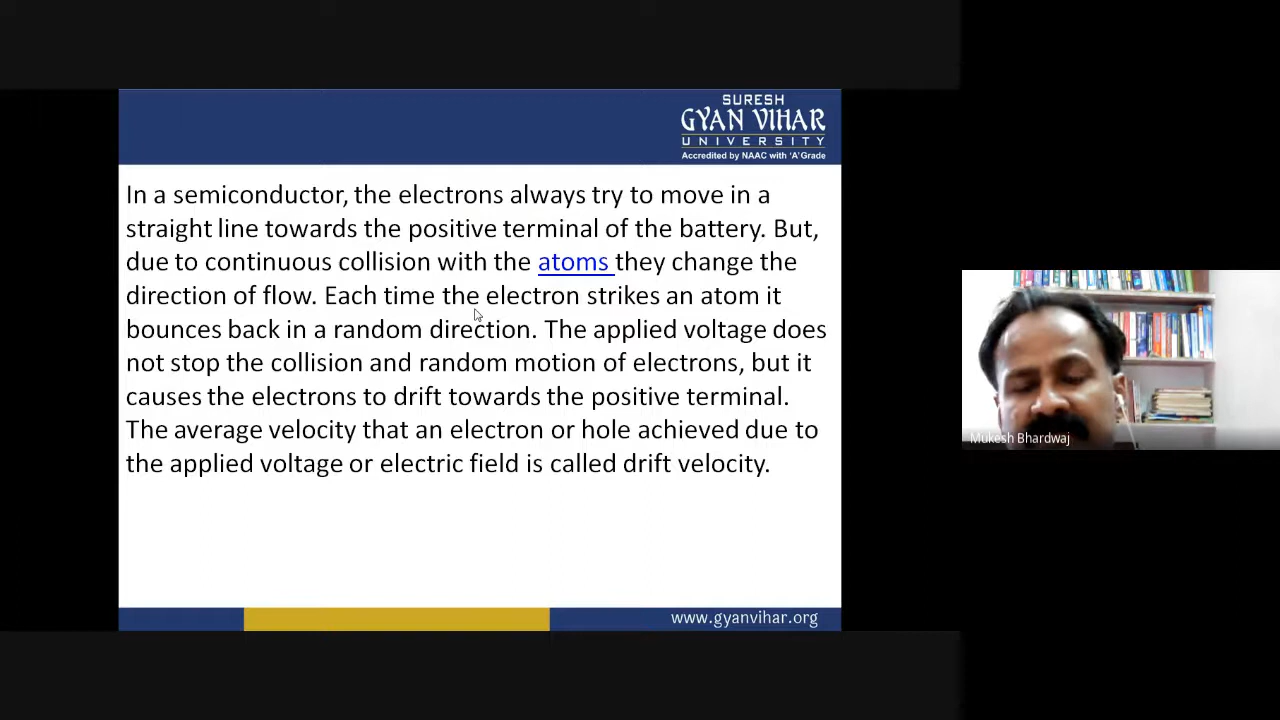 SURESH
GYAN VIHAR
UNIVERSITY
Accredited by NAAC with 'A' Grade
In a semiconductor, the electrons always try to move in a
straight line towards the positive terminal of the battery. But,
due to continuous collision with the atoms they change the
direction of flow. Each time the electron strikes an atom it
bounces back in a random direction. The applied voltage does
not stop the collision and random motion of electrons, but it
causes the electrons to drift towards the positive terminal.
The average velocity that an electron or hole achieved due to
the applied voltage or electric field is called drift velocity.
Mukesh Bhardwaj
www.gyanvihar.org